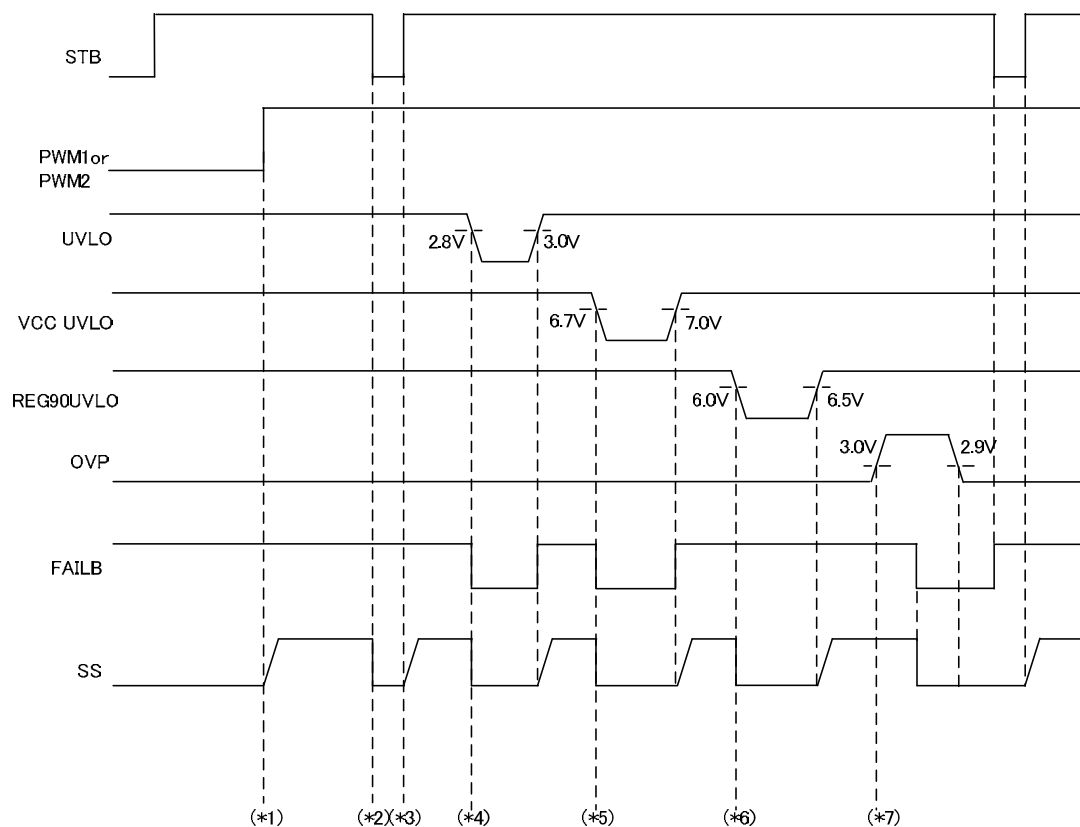 STB
PWM1or
PWM2
UVLO
2.8V
3.0V
VCC UVLO
6.7V
7.0V
REG90UVLO
6.0V
6.5V
OVP
3.0V
2.9V
FAILB
SS
(*1)
(*2)(*3)
(*4)
(*5)
(*6)
(*7)